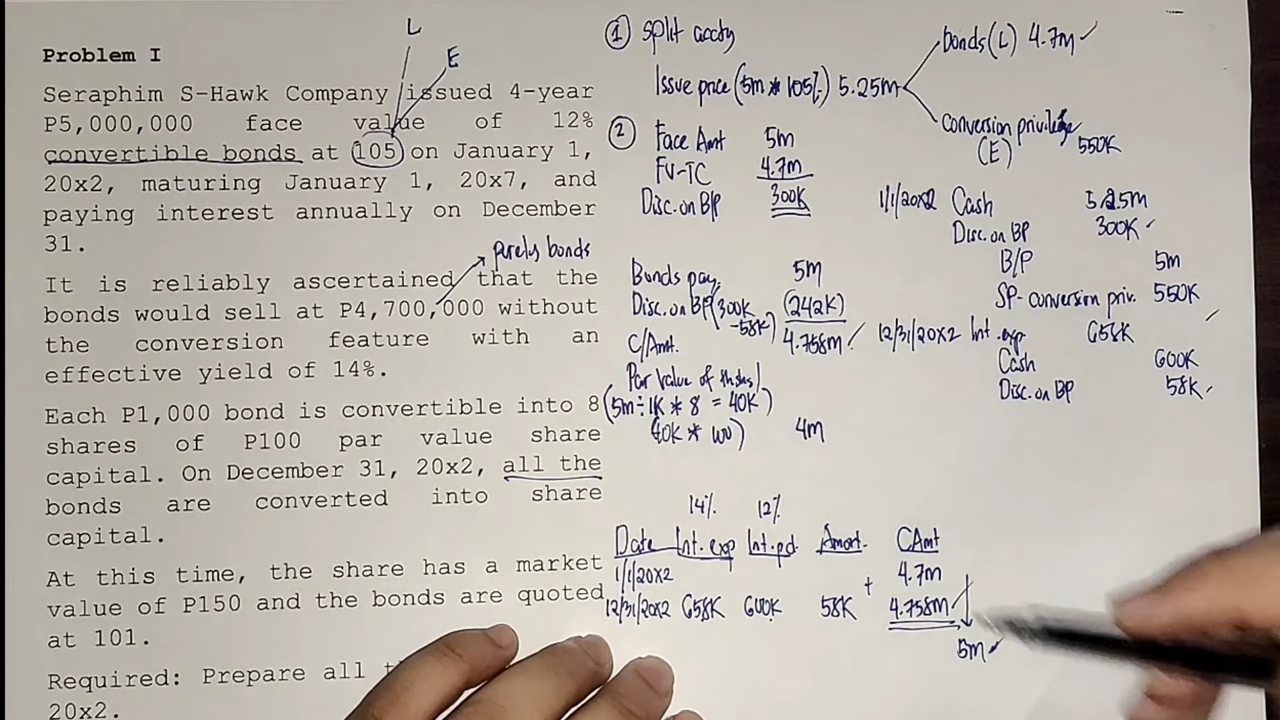 L
E
Problem I
Seraphim S-Hawk Company issued 4-year
P5,000,000 face value of 12%
convertible bonds at 105 on January 1,
20x2, maturing January 1, 20x7, and
paying interest annually on December
31.
purely bonds
It is reliably ascertained that the
bonds would sell at P4,700,000 without
the conversion feature with an
effective yield of 14%.
Each P1,000 bond is convertible into 8
shares of P100 par value share
capital. On December 31, 20x2, all the
bonds are converted into share
capital.
At this time, the share has a market
value of P150 and the bonds are quoted
at 101.
Required: Prepare all
20x2.
① split acctg
Issue price (5m * 105%) 5.25m
bonds (L) 4.7m ✓
conversion privilege
(E) 550K
② Face Amt 5m
FV-TC 4.7m
Disc. on B/P 300K
1/1/20x2 Cash 5.25m
Disc. on BP 300K ✓
B/P 5m
SP- conversion priv. 550K
12/31/20x2 Int. exp 658K
Cash 600K
Disc. on BP 58K
Bonds pay. 5m
Disc. on BP (300K (242K)
-58K)
C/Amt. 4.758m
Par value of
(5m ÷ 1K * 8 = 40K)
40K * 100) 4m
14% 12%
Date Int. exp Int. pd. Amort. CAmt
1/1/20x2 4.7m
12/31/20x2 658K 600K 58K + 4.758m
5m